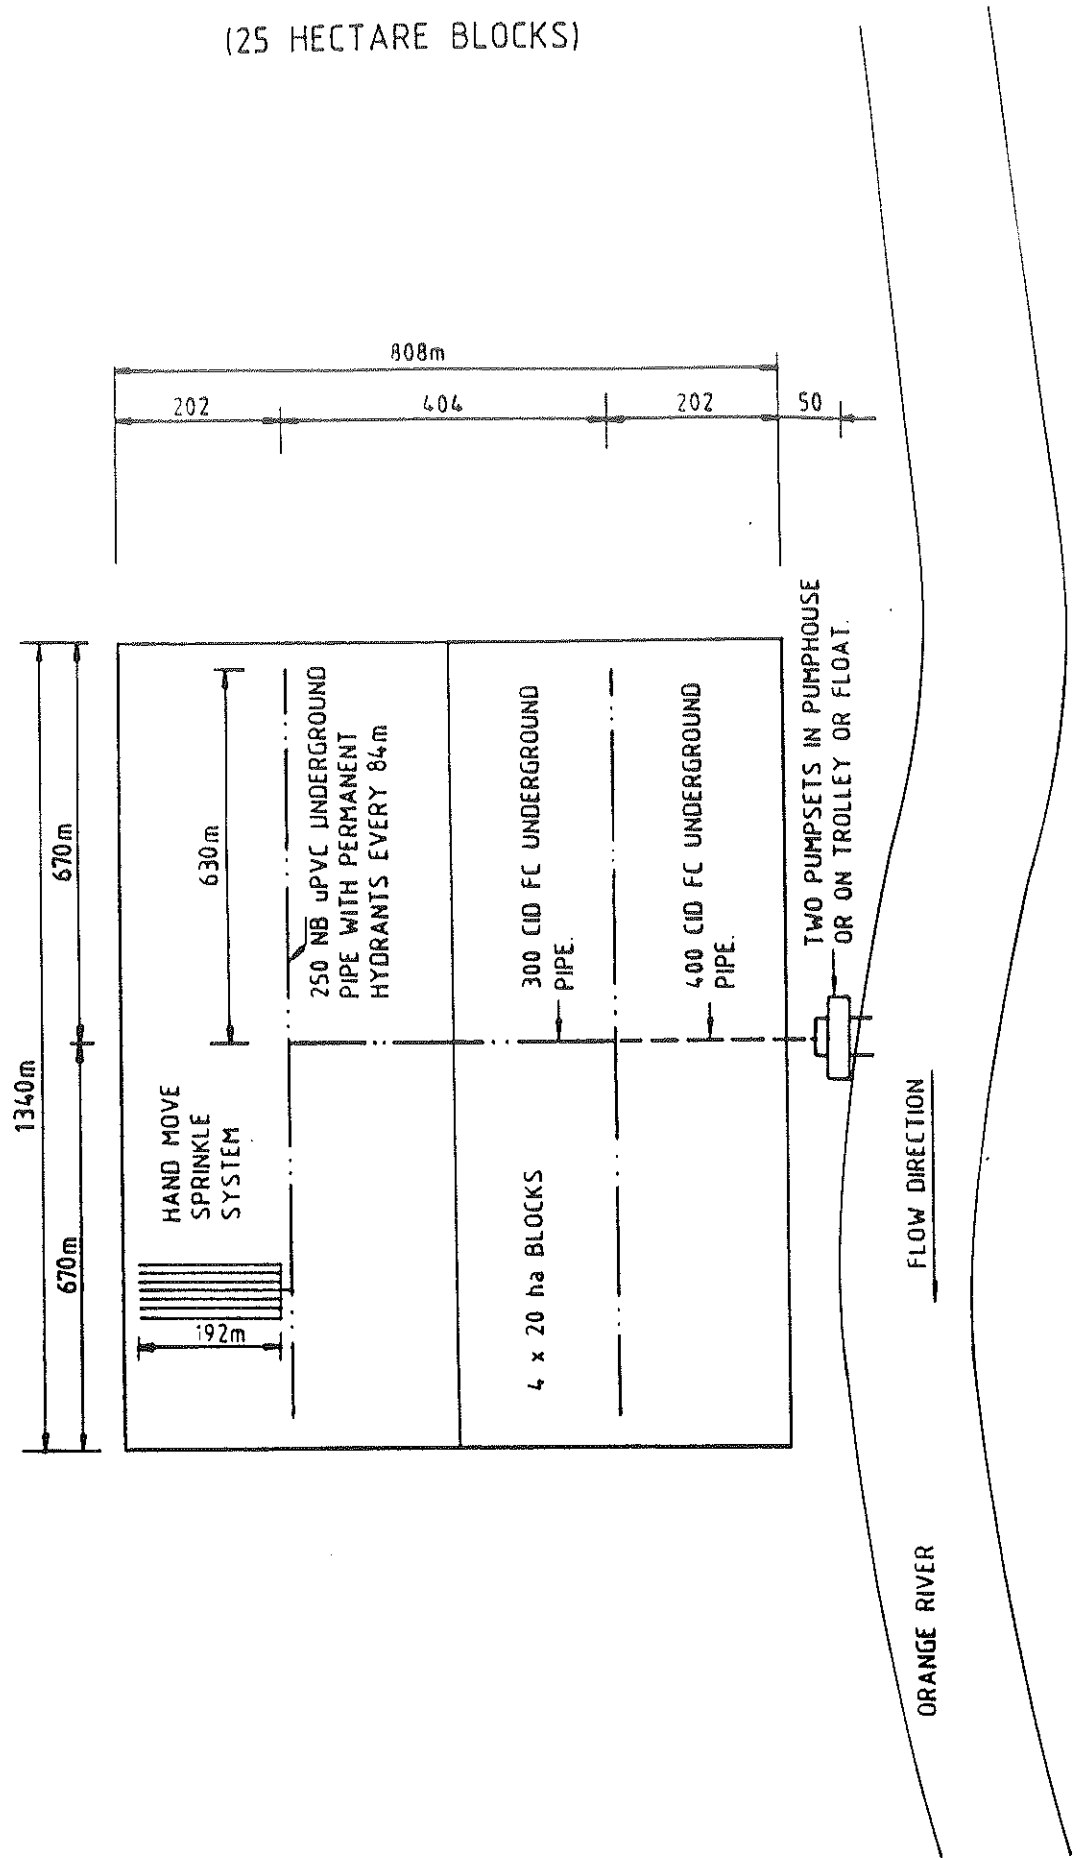 (25 HECTARE BLOCKS)
808m
202
404
202
50
1340m
670m
670m
630m
250 NB uPVC UNDERGROUND
PIPE WITH PERMANENT
HYDRANTS EVERY 84m
HAND MOVE
SPRINKLE
SYSTEM
192m
300 CID FC UNDERGROUND
PIPE.
400 CID FC UNDERGROUND
PIPE.
4 x 20 ha BLOCKS
TWO PUMPSETS IN PUMPHOUSE
OR ON TROLLEY OR FLOAT.
FLOW DIRECTION
ORANGE RIVER